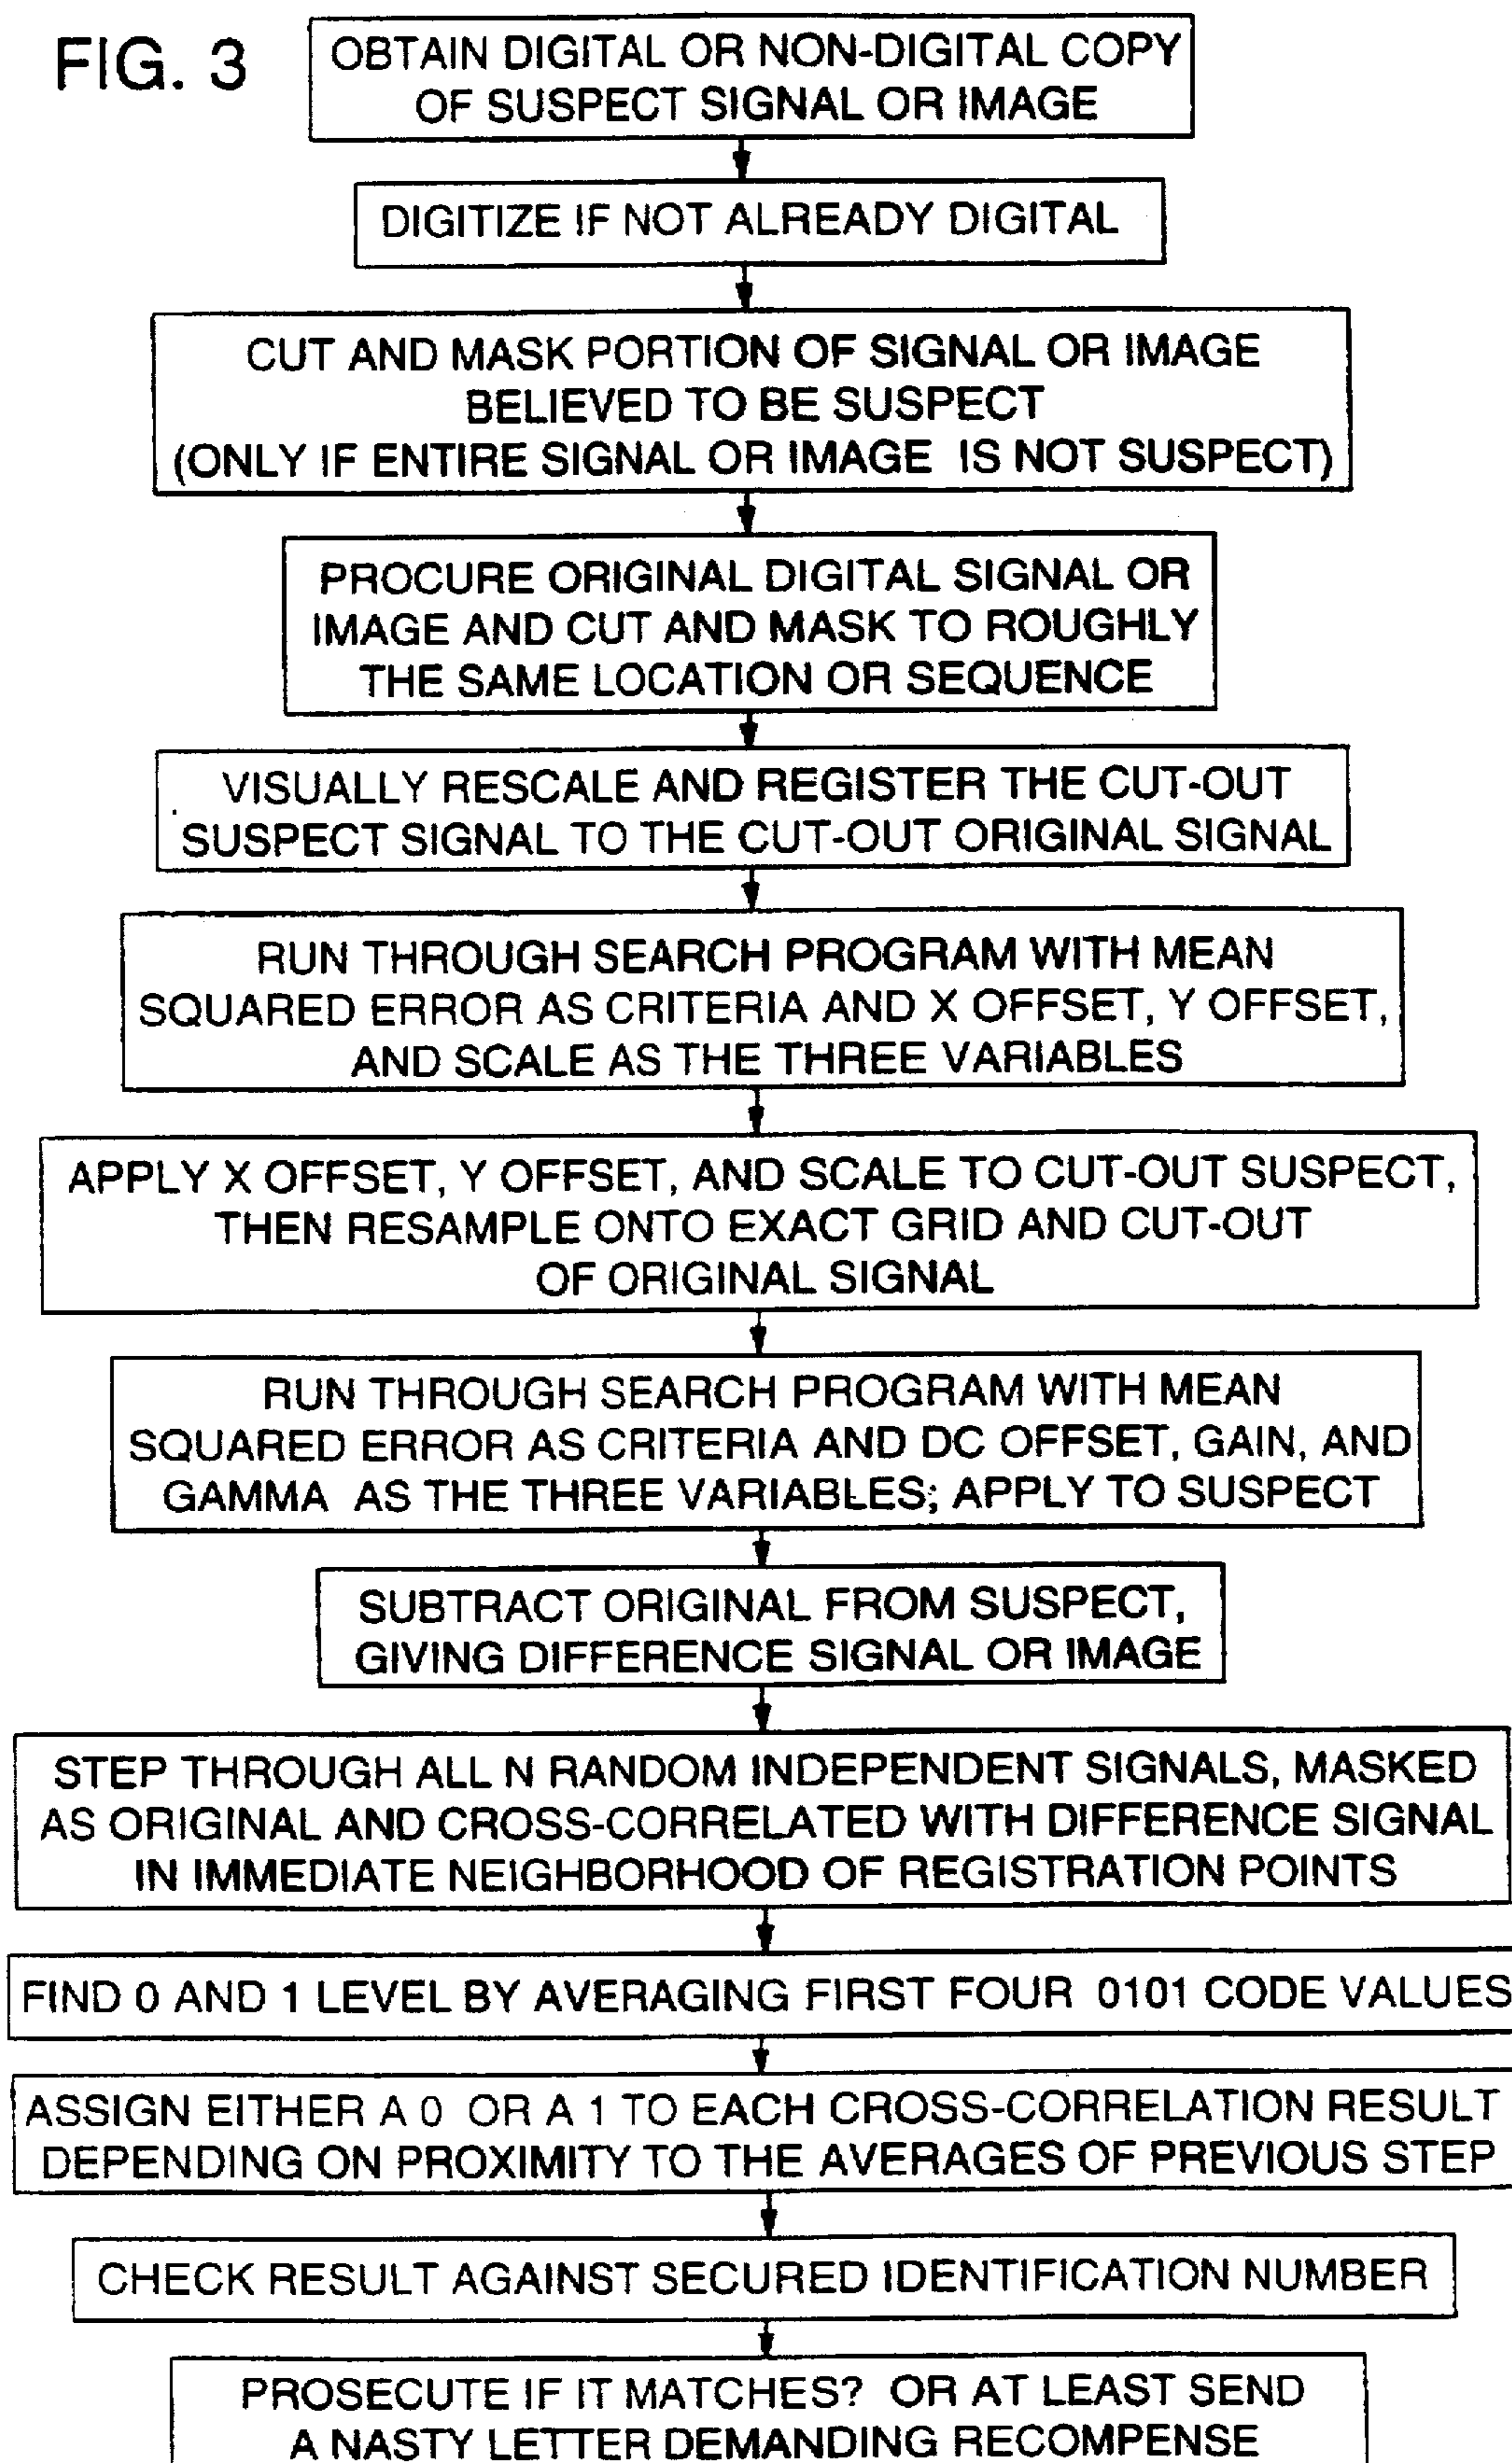 FIG. 3
OBTAIN DIGITAL OR NON-DIGITAL COPY
OF SUSPECT SIGNAL OR IMAGE
DIGITIZE IF NOT ALREADY DIGITAL
CUT AND MASK PORTION OF SIGNAL OR IMAGE
BELIEVED TO BE SUSPECT
(ONLY IF ENTIRE SIGNAL OR IMAGE IS NOT SUSPECT)
PROCURE ORIGINAL DIGITAL SIGNAL OR
IMAGE AND CUT AND MASK TO ROUGHLY
THE SAME LOCATION OR SEQUENCE
VISUALLY RESCALE AND REGISTER THE CUT-OUT
SUSPECT SIGNAL TO THE CUT-OUT ORIGINAL SIGNAL
RUN THROUGH SEARCH PROGRAM WITH MEAN
SQUARED ERROR AS CRITERIA AND X OFFSET, Y OFFSET,
AND SCALE AS THE THREE VARIABLES
APPLY X OFFSET, Y OFFSET, AND SCALE TO CUT-OUT SUSPECT,
THEN RESAMPLE ONTO EXACT GRID AND CUT-OUT
OF ORIGINAL SIGNAL
RUN THROUGH SEARCH PROGRAM WITH MEAN
SQUARED ERROR AS CRITERIA AND DC OFFSET, GAIN, AND
GAMMA AS THE THREE VARIABLES; APPLY TO SUSPECT
SUBTRACT ORIGINAL FROM SUSPECT,
GIVING DIFFERENCE SIGNAL OR IMAGE
STEP THROUGH ALL N RANDOM INDEPENDENT SIGNALS, MASKED
AS ORIGINAL AND CROSS-CORRELATED WITH DIFFERENCE SIGNAL
IN IMMEDIATE NEIGHBORHOOD OF REGISTRATION POINTS
FIND 0 AND 1 LEVEL BY AVERAGING FIRST FOUR 0101 CODE VALUES
ASSIGN EITHER A 0 OR A 1 TO EACH CROSS-CORRELATION RESULT
DEPENDING ON PROXIMITY TO THE AVERAGES OF PREVIOUS STEP
CHECK RESULT AGAINST SECURED IDENTIFICATION NUMBER
PROSECUTE IF IT MATCHES? OR AT LEAST SEND
A NASTY LETTER DEMANDING RECOMPENSE